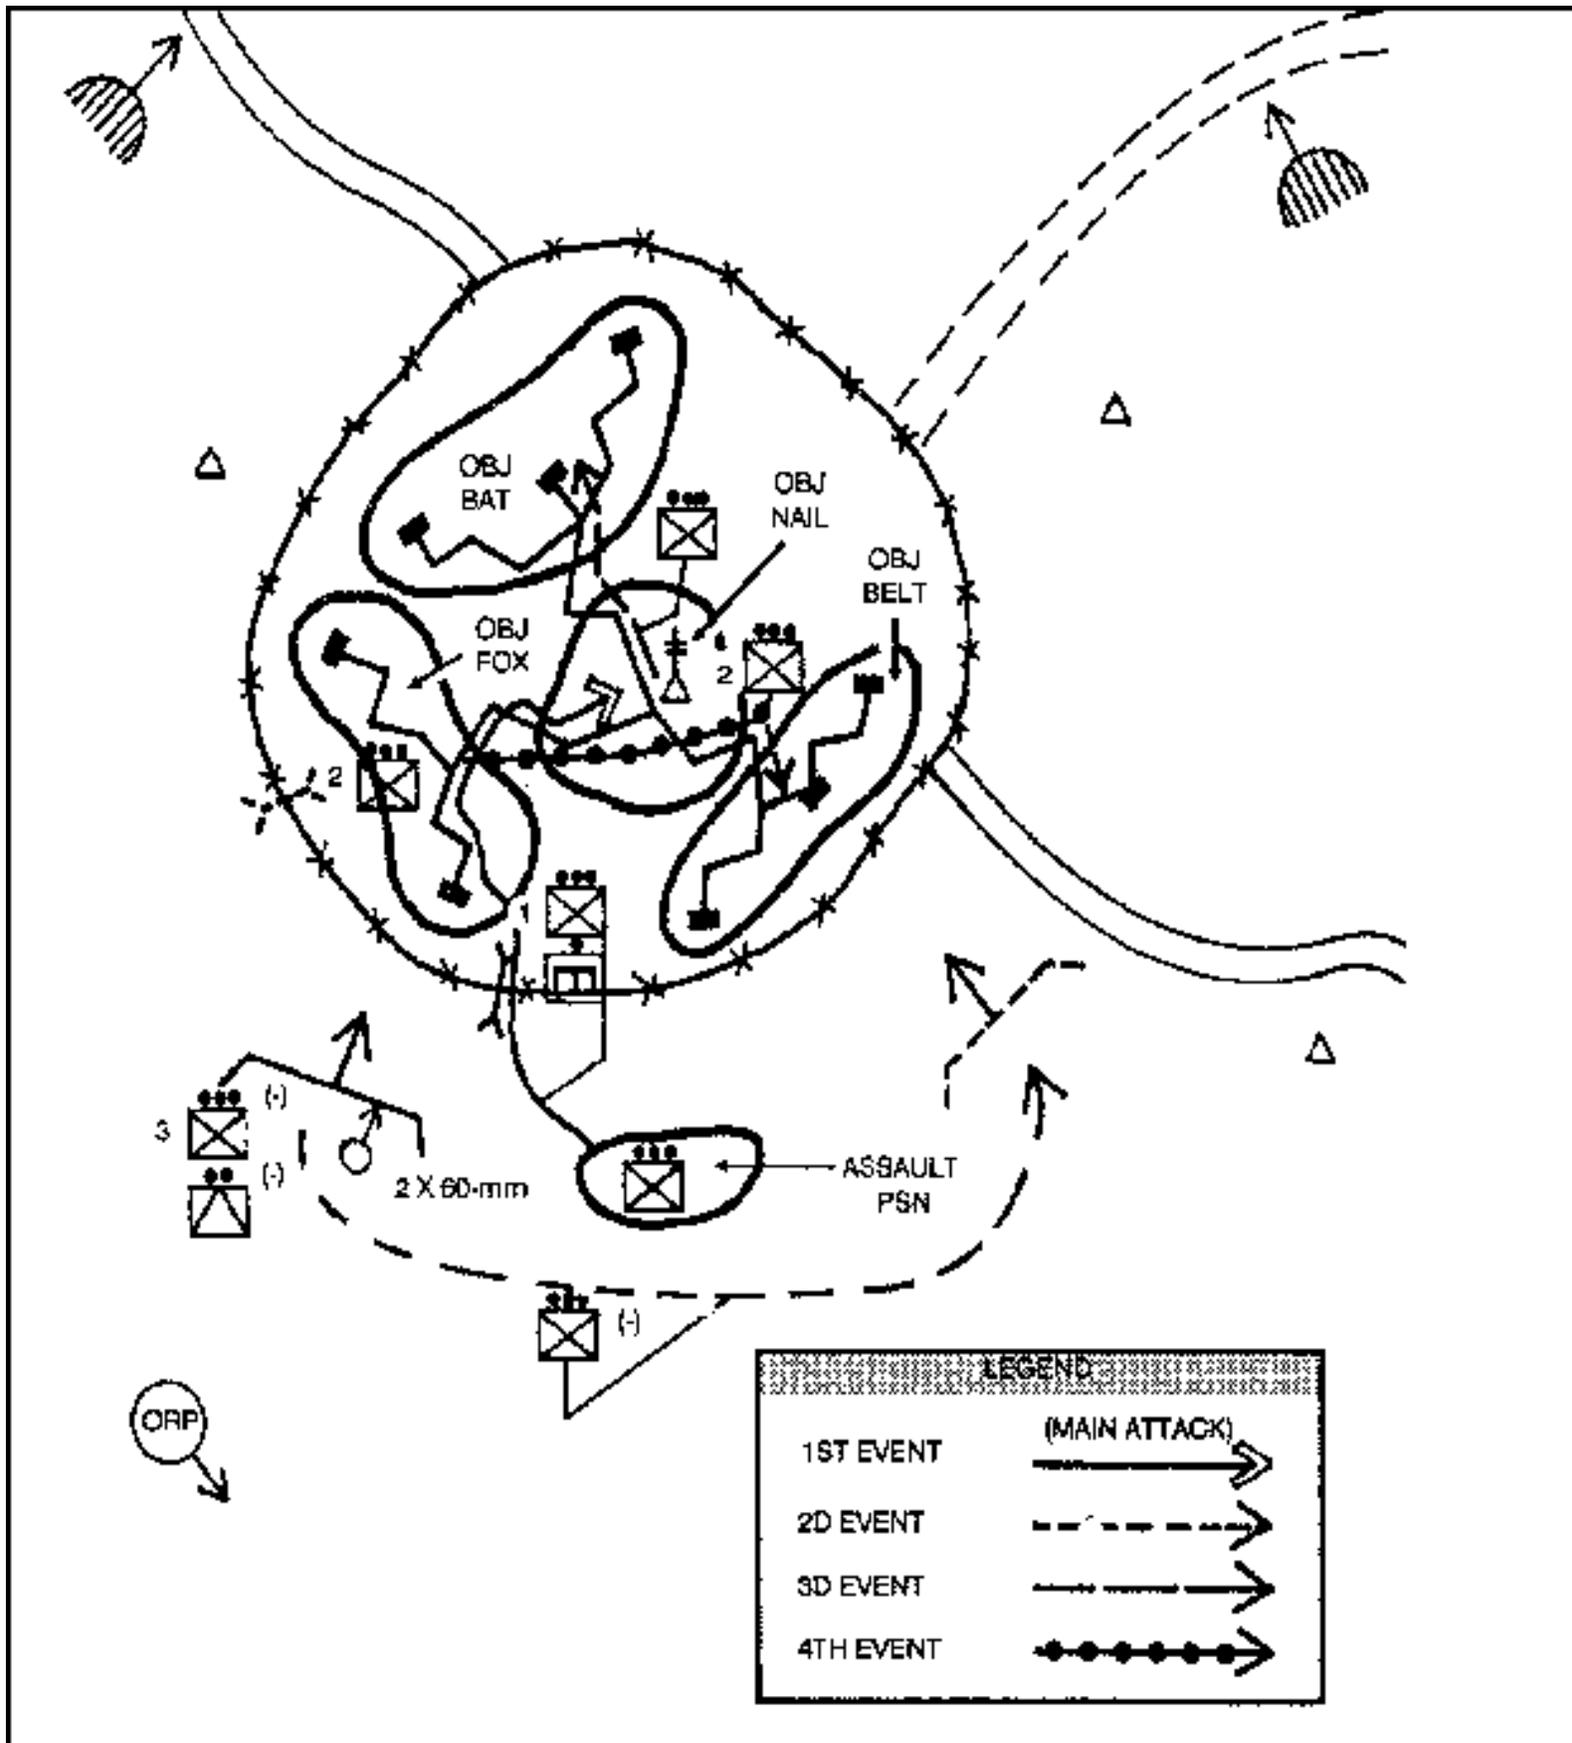 OBJ
BAT
OBJ
NAIL
OBJ
BELT
OBJ
FOX
2
2
1
(-)
3
(-)
2 X 60-mm
ASSAULT
PSN
(-)
ORP
LEGEND
(MAIN ATTACK)
1ST EVENT
2D EVENT
3D EVENT
4TH EVENT